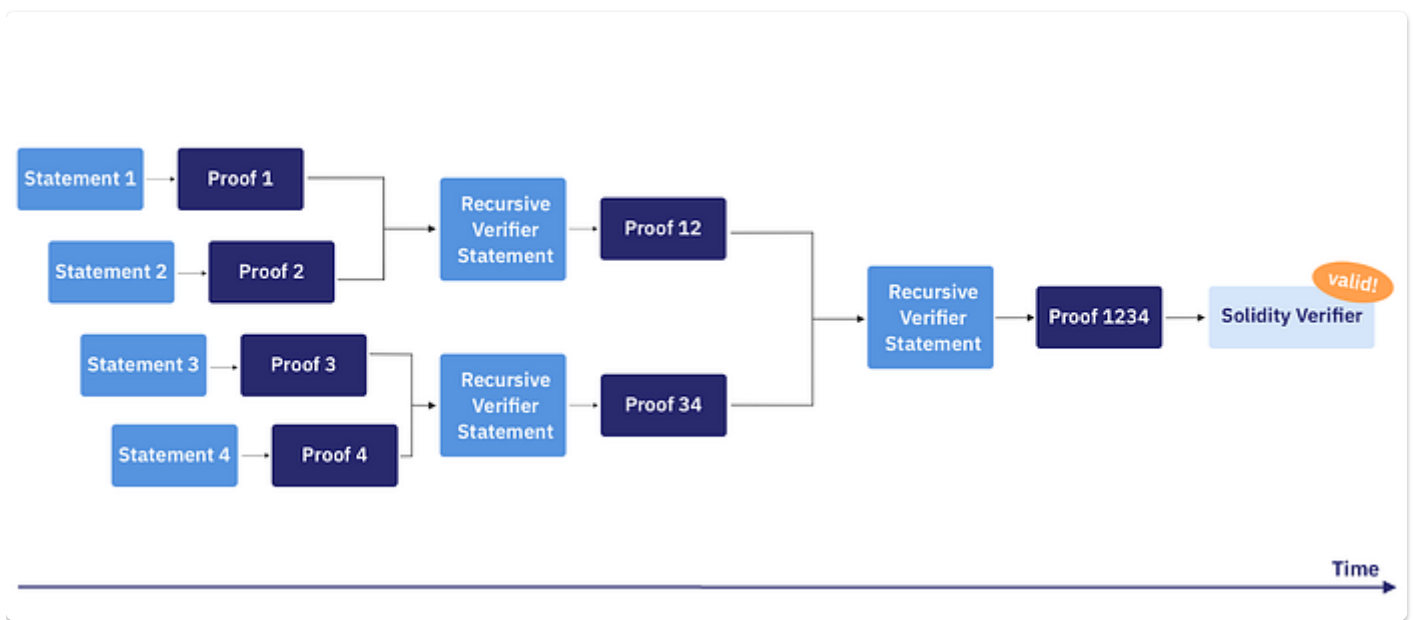 Statement 1
Proof 1
Statement 2
Proof 2
Statement 3
Proof 3
Statement 4
Proof 4
Recursive
Verifier
Statement
Proof 12
Recursive
Verifier
Statement
Proof 34
Recursive
Verifier
Statement
Proof 1234
Solidity Verifier
valid!
Time